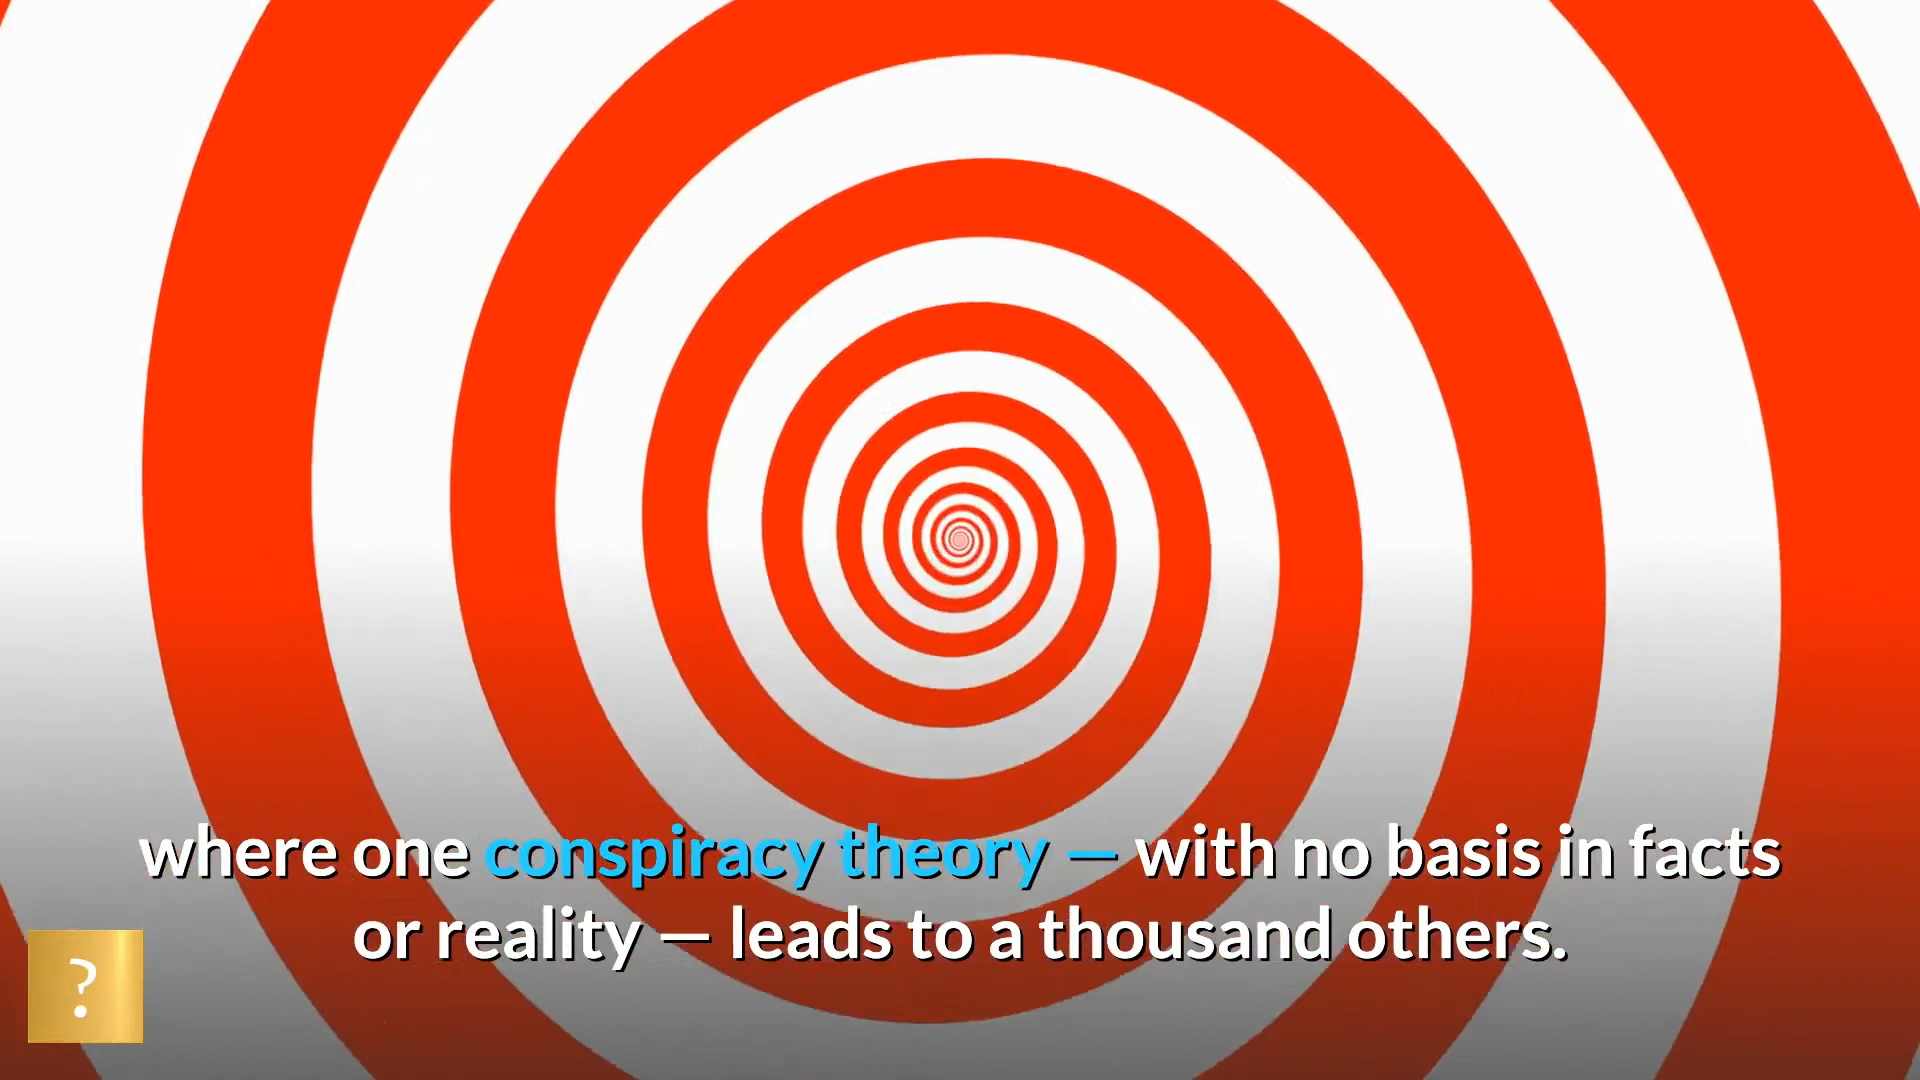 where one conspiracy theory — with no basis in facts
or reality — leads to a thousand others.
?